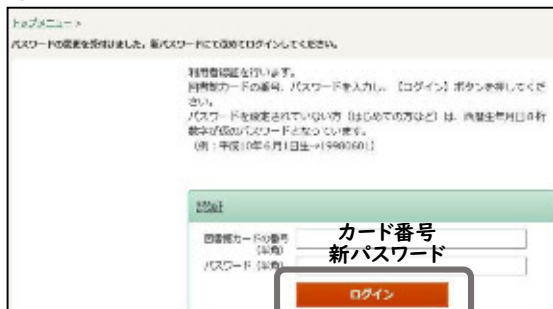 トップメニュー >
パスワードの変更を受付けました。新パスワードにて改めてログインしてください。
利用者認証を行います。
図書館カードの番号、パスワードを入力し、【ログイン】ボタンを押してくだ
さい。
パスワードを設定されていない方（はじめての方など）は、西暦生年月日８桁
数字が仮のパスワードとなっています。
（例：平成10年６月１日生→19980601）
認証
図書館カードの番号
（半角）
カード番号
パスワード（半角）
新パスワード
ログイン